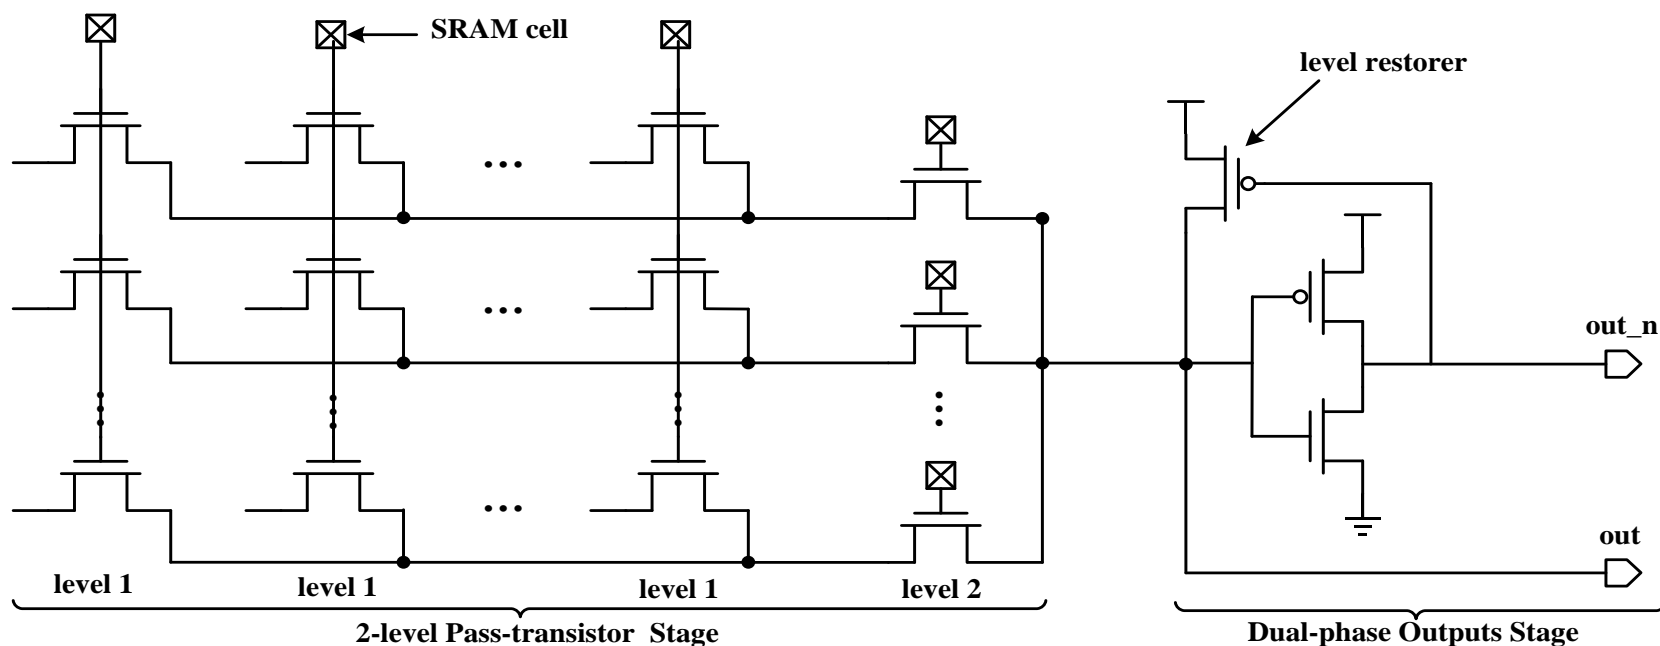 SRAM cell
level restorer
out_n
out
level 1
level 1
level 1
level 2
2-level Pass-transistor Stage
Dual-phase Outputs Stage